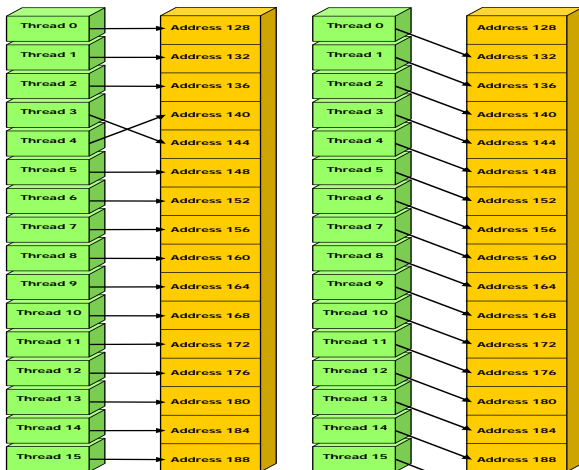 Thread 0 Address 128 Thread 0 Address 128
Thread 1 Address 132 Thread 1 Address 132
Thread 2 Address 136 Thread 2 Address 136
Thread 3 Address 140 Thread 3 Address 140
Thread 4 Address 144 Thread 4 Address 144
Thread 5 Address 148 Thread 5 Address 148
Thread 6 Address 152 Thread 6 Address 152
Thread 7 Address 156 Thread 7 Address 156
Thread 8 Address 160 Thread 8 Address 160
Thread 9 Address 164 Thread 9 Address 164
Thread 10 Address 168 Thread 10 Address 168
Thread 11 Address 172 Thread 11 Address 172
Thread 12 Address 176 Thread 12 Address 176
Thread 13 Address 180 Thread 13 Address 180
Thread 14 Address 184 Thread 14 Address 184
Thread 15 Address 188 Thread 15 Address 188